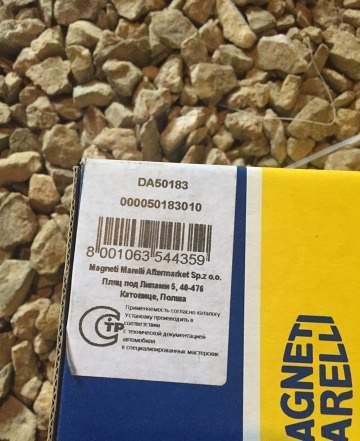 DA50183
000050183010
8 001063 544359
Magneti Marelli Aftermarket Sp.z o.o.
Плац под Липами 5, 40-476
Катовице, Польша
Применяемость согласно каталогу
Установку производить в
соответствии
с технической документацией
автомобиля
в специализированных мастерских
СТР
MAGNETI
MARELLI